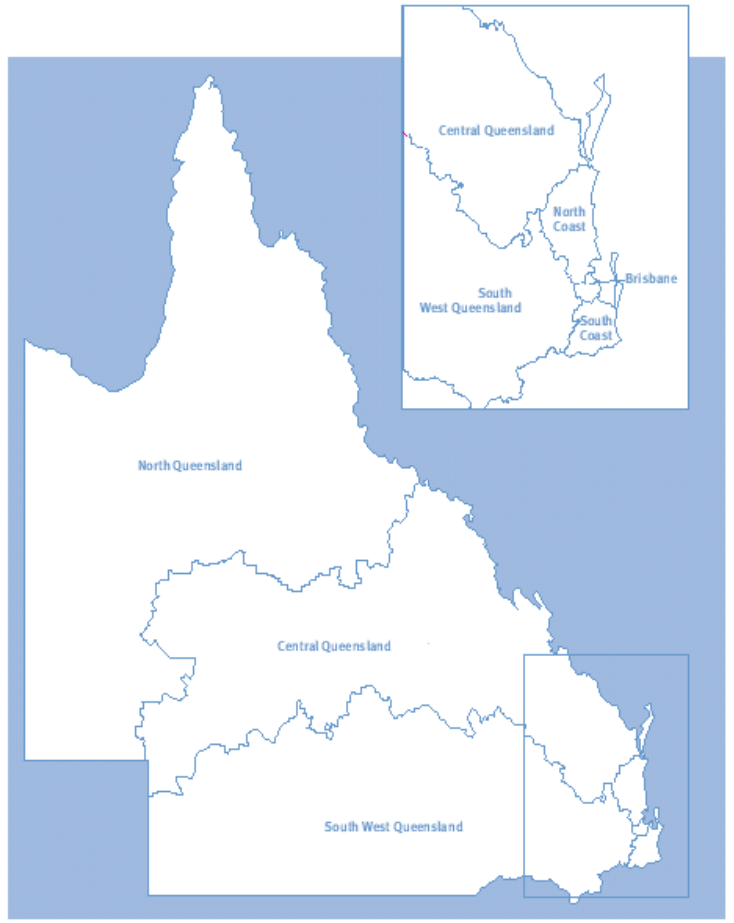 Central Queensland
North
Coast
Brisbane
South
West Queensland
South
Coast
North Queensland
Central Queensland
South West Queensland